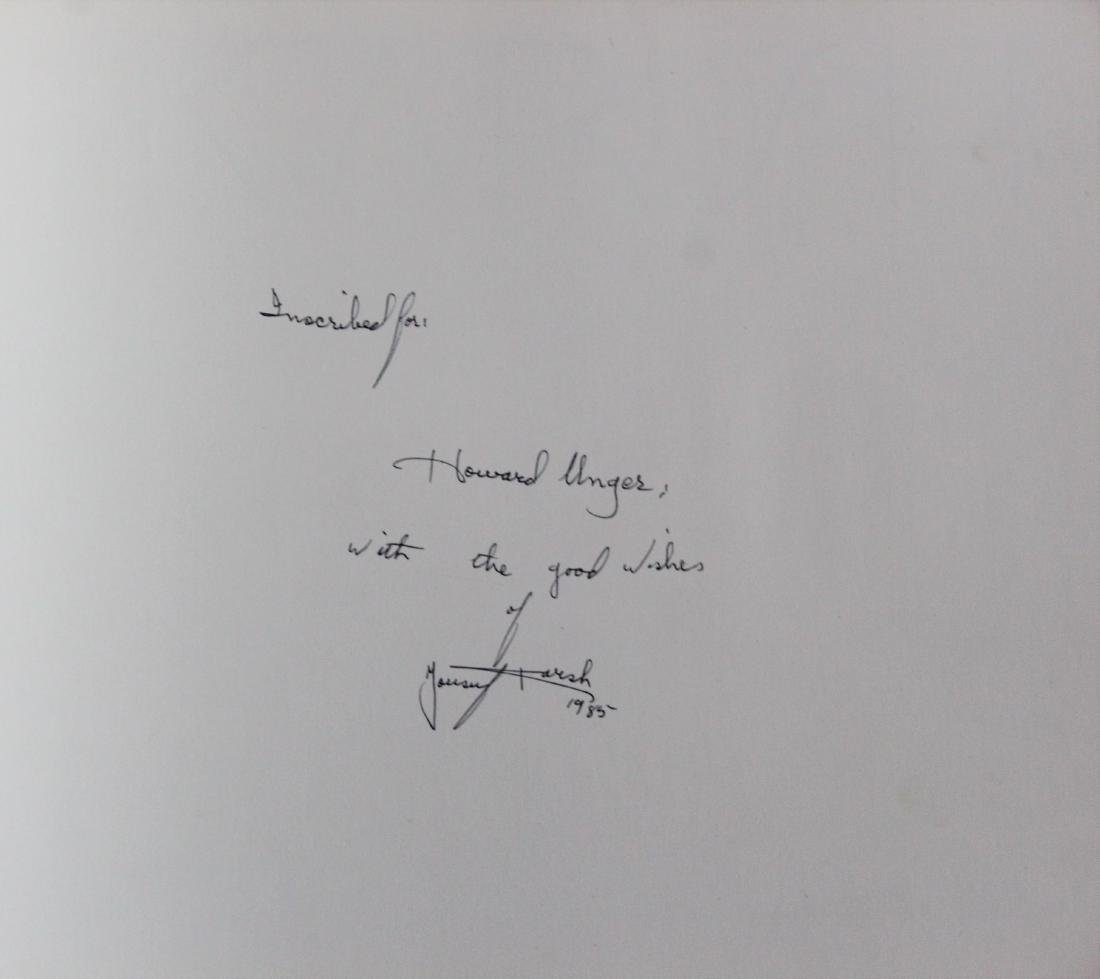 Inscribed for:
Howard Unger,
with the good wishes
of
Yousuf Karsh
1985